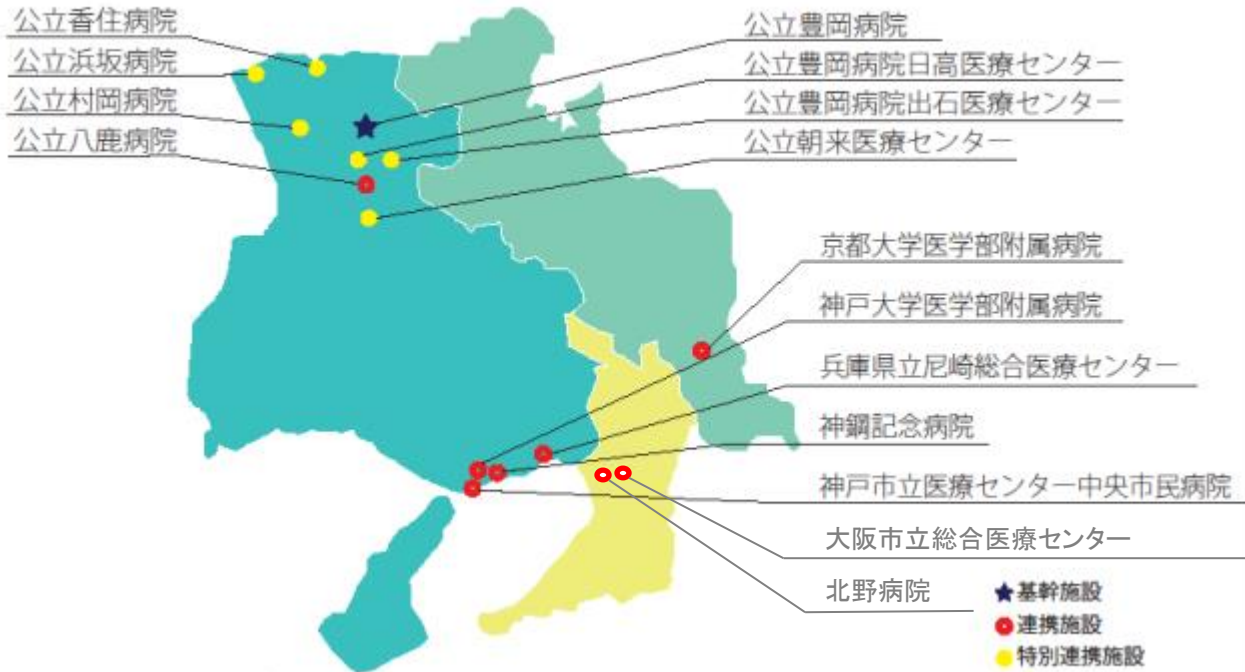 公立香住病院
公立浜坂病院
公立村岡病院
公立八鹿病院
公立豊岡病院
公立豊岡病院日高医療センター
公立豊岡病院出石医療センター
公立朝来医療センター
京都大学医学部附属病院
神戸大学医学部附属病院
兵庫県立尼崎総合医療センター
神鋼記念病院
神戸市立医療センター中央市民病院
大阪市立総合医療センター
北野病院
基幹施設
連携施設
特別連携施設